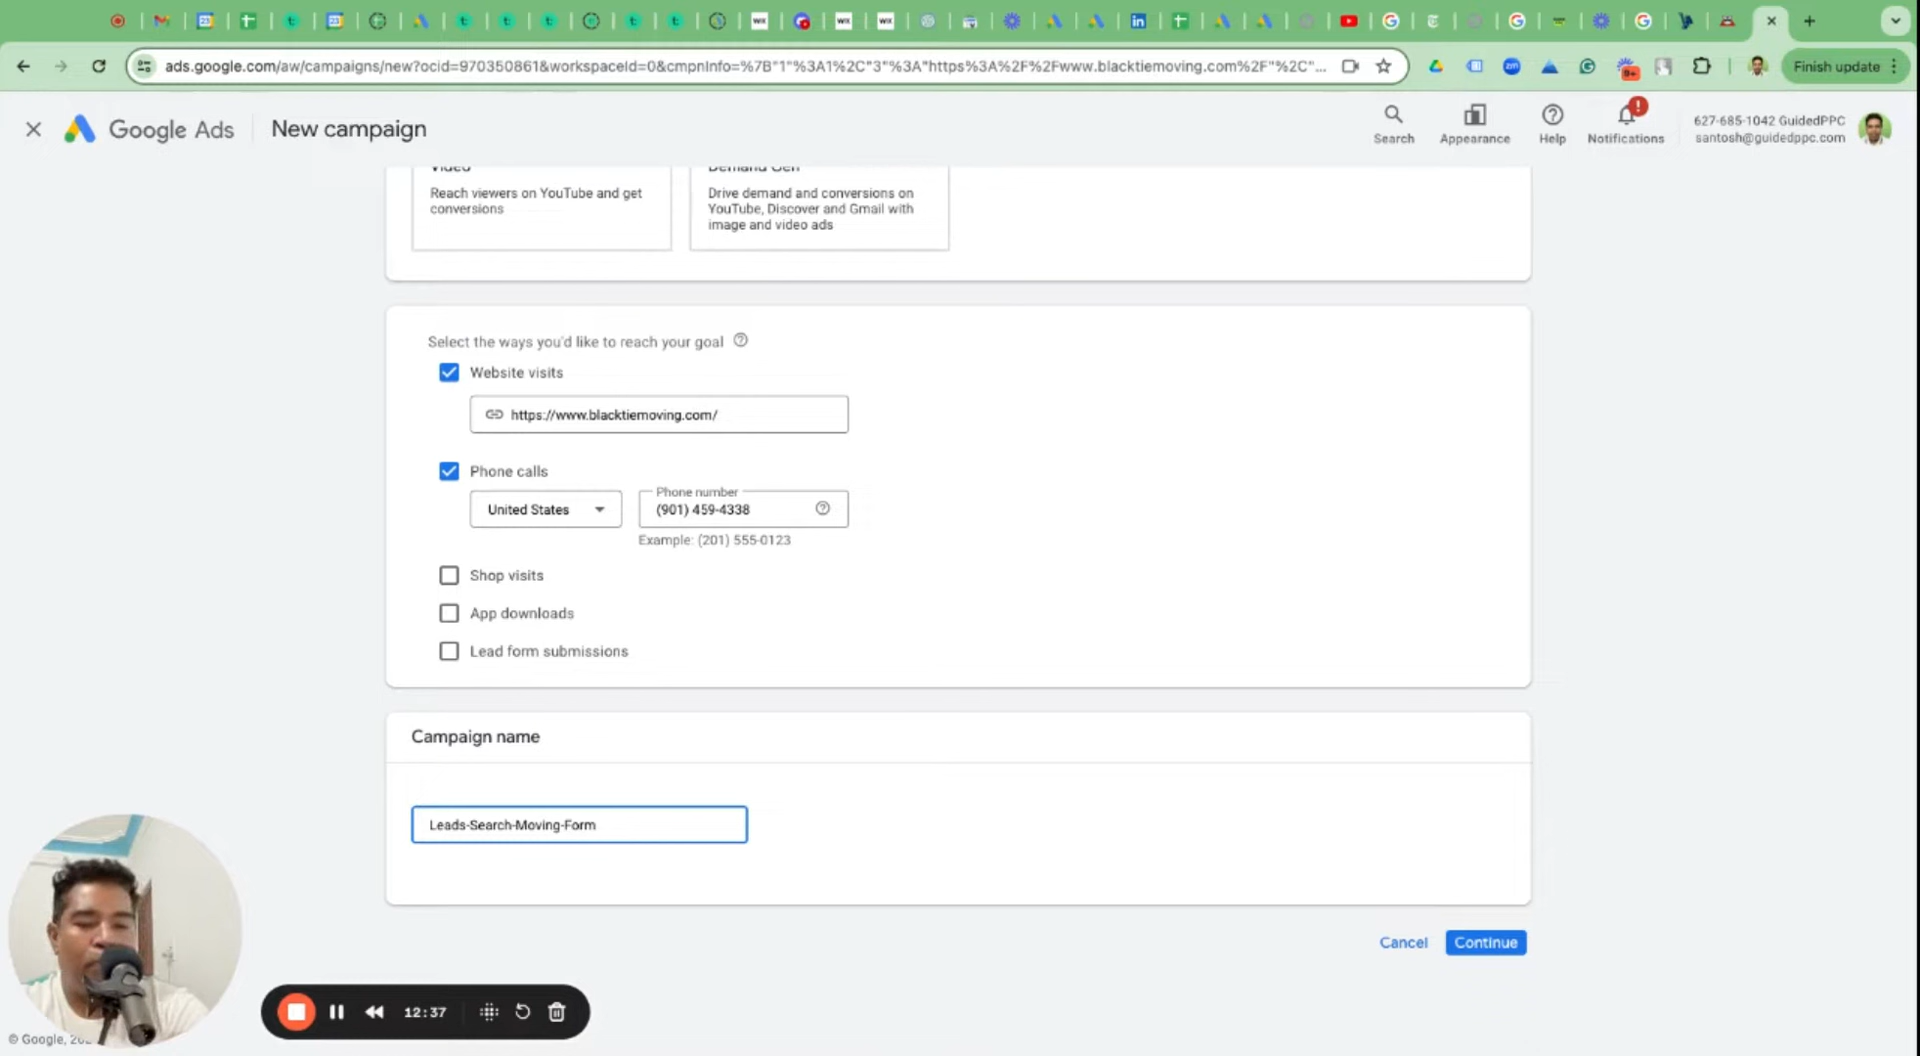 ads.google.com/aw/campaigns/new?ocid=970350861&workspaceId=0&cmpnInfo=%7B"1"%3A1%2C"3"%3A"https%3A%2F%2Fwww.blacktiemoving.com%2F"%2C"...
Finish update
Google Ads
New campaign
Search
Appearance
Help
Notifications
627-685-1042 GuidedPPC
santosh@guidedppc.com
Video
Reach viewers on YouTube and get
conversions
Demand Gen
Drive demand and conversions on
YouTube, Discover and Gmail with
image and video ads
Select the ways you'd like to reach your goal
Website visits
https://www.blacktiemoving.com/
Phone calls
United States
Phone number
(901) 459-4338
Example: (201) 555-0123
Shop visits
App downloads
Lead form submissions
Campaign name
Leads-Search-Moving-Form
Cancel
Continue
12:37
© Google,